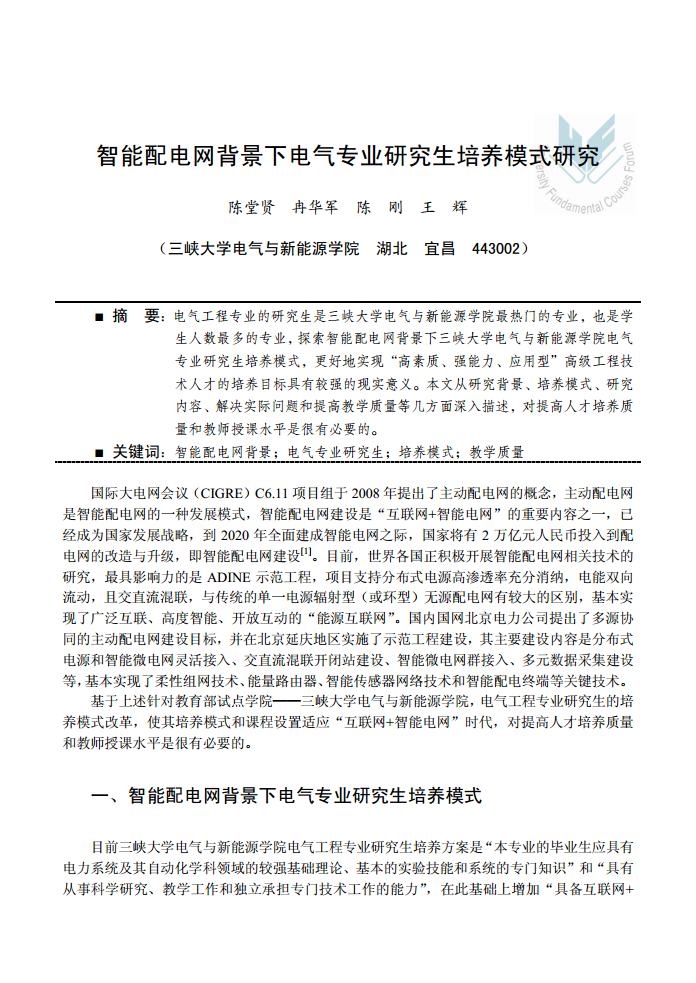 智能配电网背景下电气专业研究生培养模式研究
陈堂贤 冉华军 陈 刚 王 辉
（三峡大学电气与新能源学院 湖北 宜昌 443002）
■ 摘 要：电气工程专业的研究生是三峡大学电气与新能源学院最热门的专业，也是学
生人数最多的专业，探索智能配电网背景下三峡大学电气与新能源学院电气
专业研究生培养模式，更好地实现“高素质、强能力、应用型”高级工程技
术人才的培养目标具有较强的现实意义。本文从研究背景、培养模式、研究
内容、解决实际问题和提高教学质量等几方面深入描述，对提高人才培养质
量和教师授课水平是很有必要的。
■ 关键词：智能配电网背景；电气专业研究生；培养模式；教学质量
国际大电网会议（CIGRE）C6.11 项目组于 2008 年提出了主动配电网的概念，主动配电网
是智能配电网的一种发展模式，智能配电网建设是“互联网+智能电网”的重要内容之一，已
经成为国家发展战略，到 2020 年全面建成智能电网之际，国家将有 2 万亿元人民币投入到配
电网的改造与升级，即智能配电网建设[1]。目前，世界各国正积极开展智能配电网相关技术的
研究，最具影响力的是 ADINE 示范工程，项目支持分布式电源高渗透率充分消纳，电能双向
流动，且交直流混联，与传统的单一电源辐射型（或环型）无源配电网有较大的区别，基本实
现了广泛互联、高度智能、开放互动的“能源互联网”。国内国网北京电力公司提出了多源协
同的主动配电网建设目标，并在北京延庆地区实施了示范工程建设，其主要建设内容是分布式
电源和智能微电网灵活接入、交直流混联开闭站建设、智能微电网群接入、多元数据采集建设
等，基本实现了柔性组网技术、能量路由器、智能传感器网络技术和智能配电终端等关键技术。
基于上述针对教育部试点学院——三峡大学电气与新能源学院，电气工程专业研究生的培
养模式改革，使其培养模式和课程设置适应“互联网+智能电网”时代，对提高人才培养质量
和教师授课水平是很有必要的。
一、智能配电网背景下电气专业研究生培养模式
目前三峡大学电气与新能源学院电气工程专业研究生培养方案是“本专业的毕业生应具有
电力系统及其自动化学科领域的较强基础理论、基本的实验技能和系统的专门知识”和“具有
从事科学研究、教学工作和独立承担专门技术工作的能力”，在此基础上增加“具备互联网+
ersity Fundamental Courses Forum